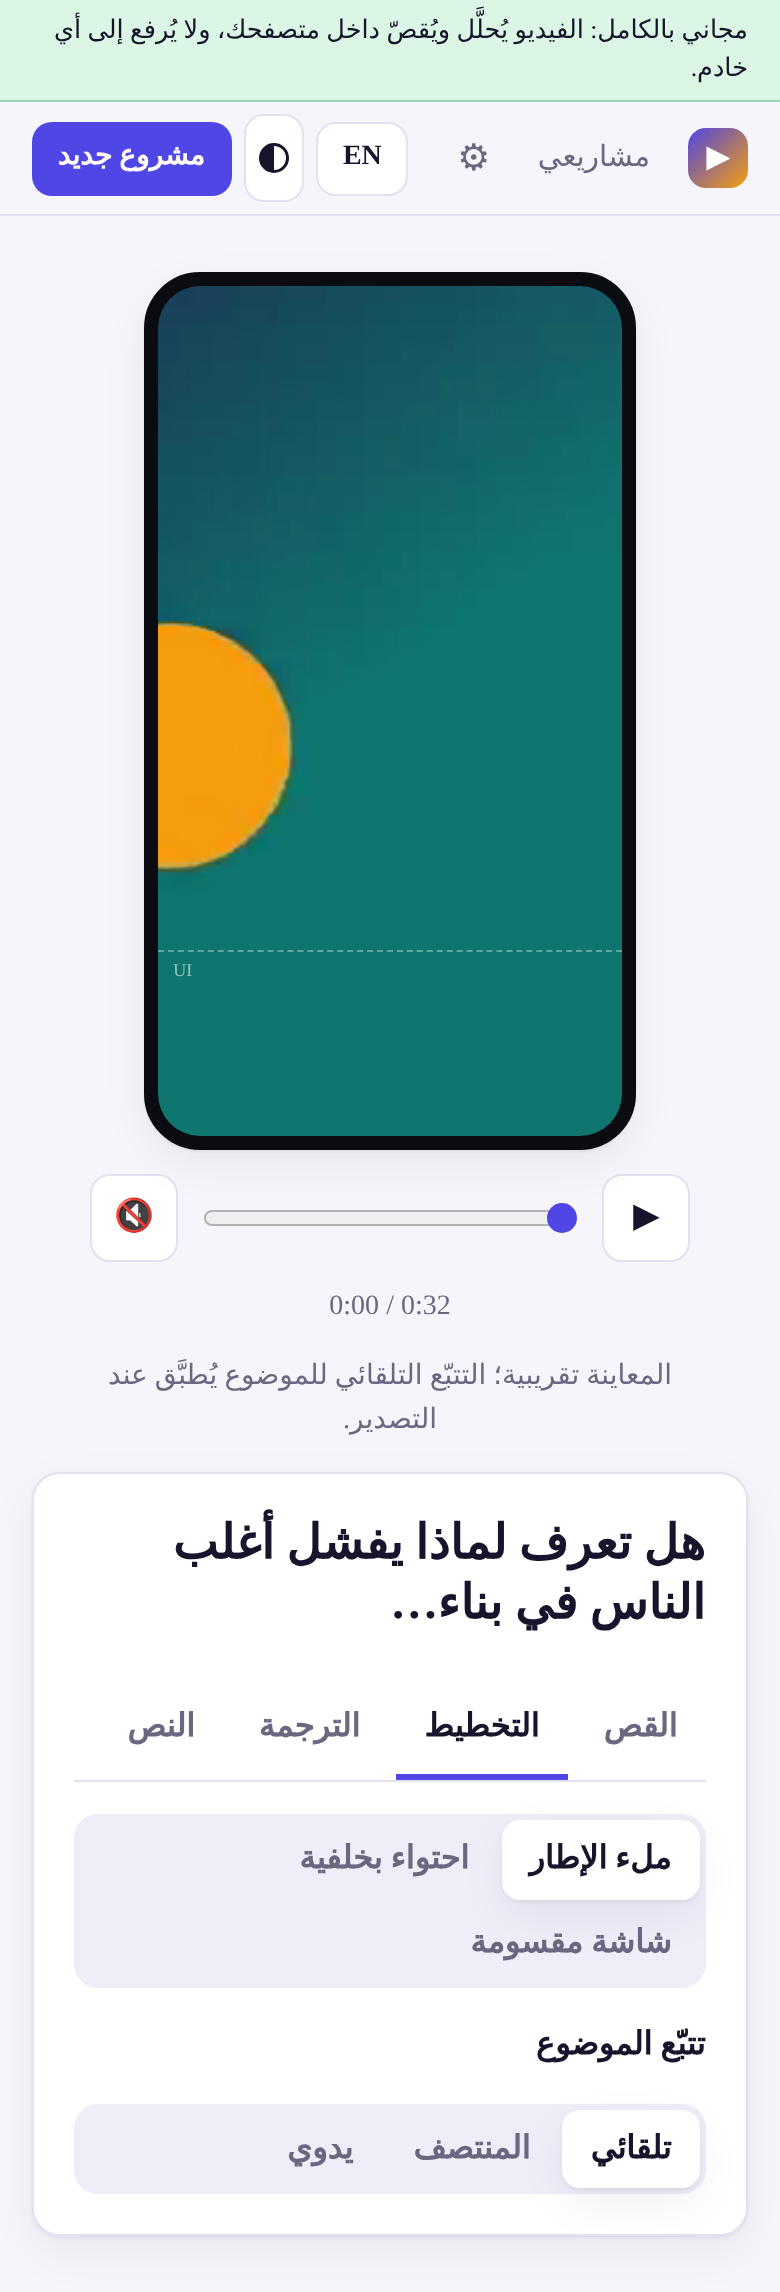 مجاني بالكامل: الفيديو يُحلَّل ويُقصّ داخل متصفحك، ولا يُرفع إلى أي
خادم.
مشاريعي
EN
مشروع جديد
UI
0:00 / 0:32
المعاينة تقريبية؛ التتبّع التلقائي للموضوع يُطبَّق عند
التصدير.
هل تعرف لماذا يفشل أغلب
الناس في بناء…
القص التخطيط الترجمة النص
ملء الإطار احتواء بخلفية
شاشة مقسومة
تتبّع الموضوع
تلقائي المنتصف يدوي